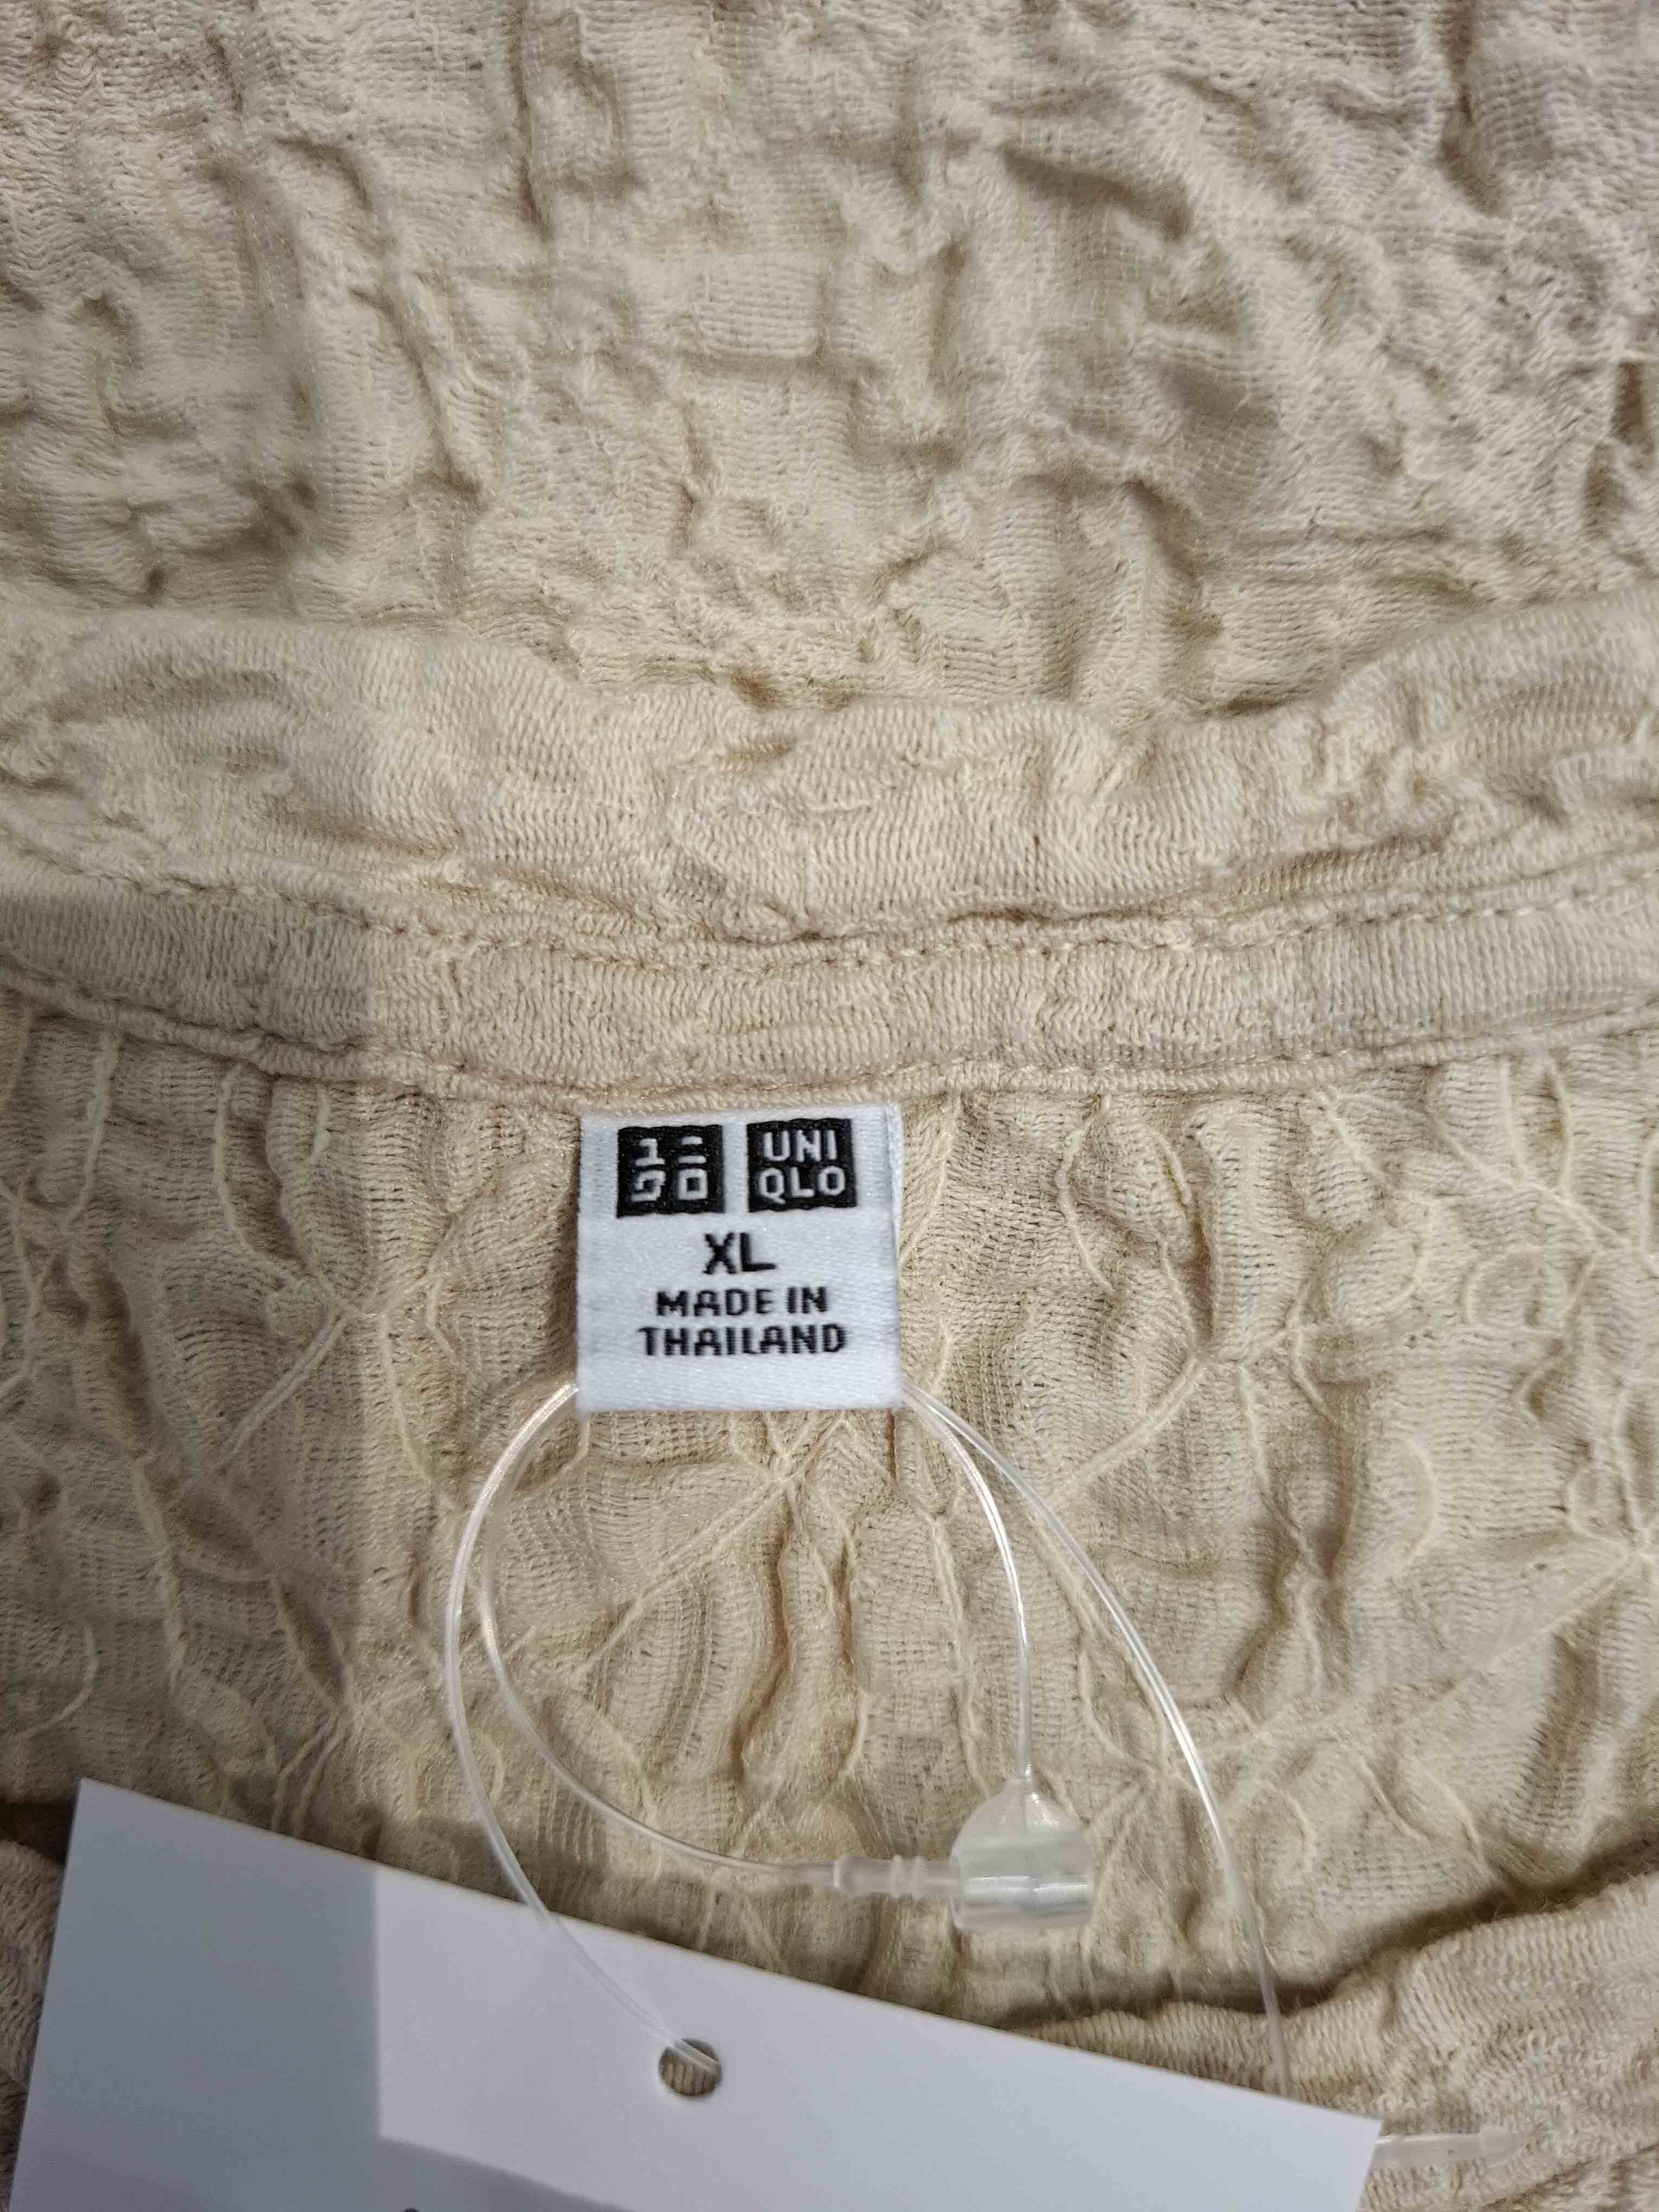 ユニ
クロ
UNI
QLO
XL
MADE IN
THAILAND